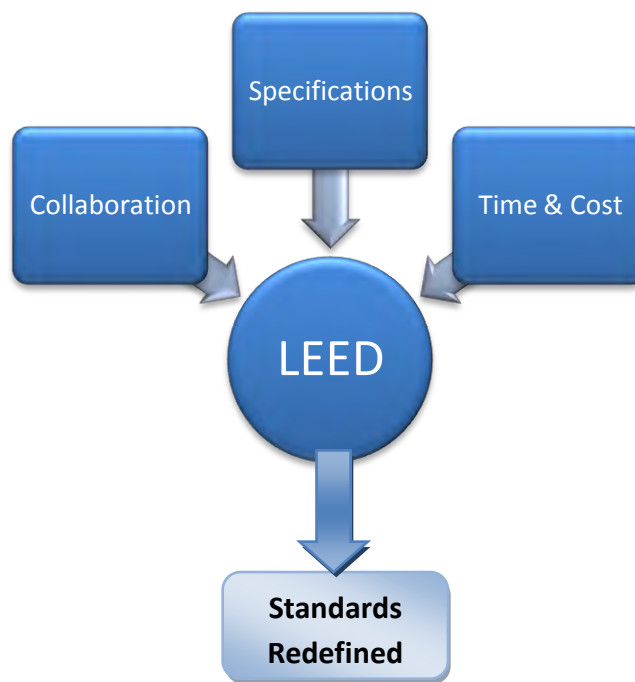 Specifications
Collaboration
Time & Cost
LEED
Standards
Redefined